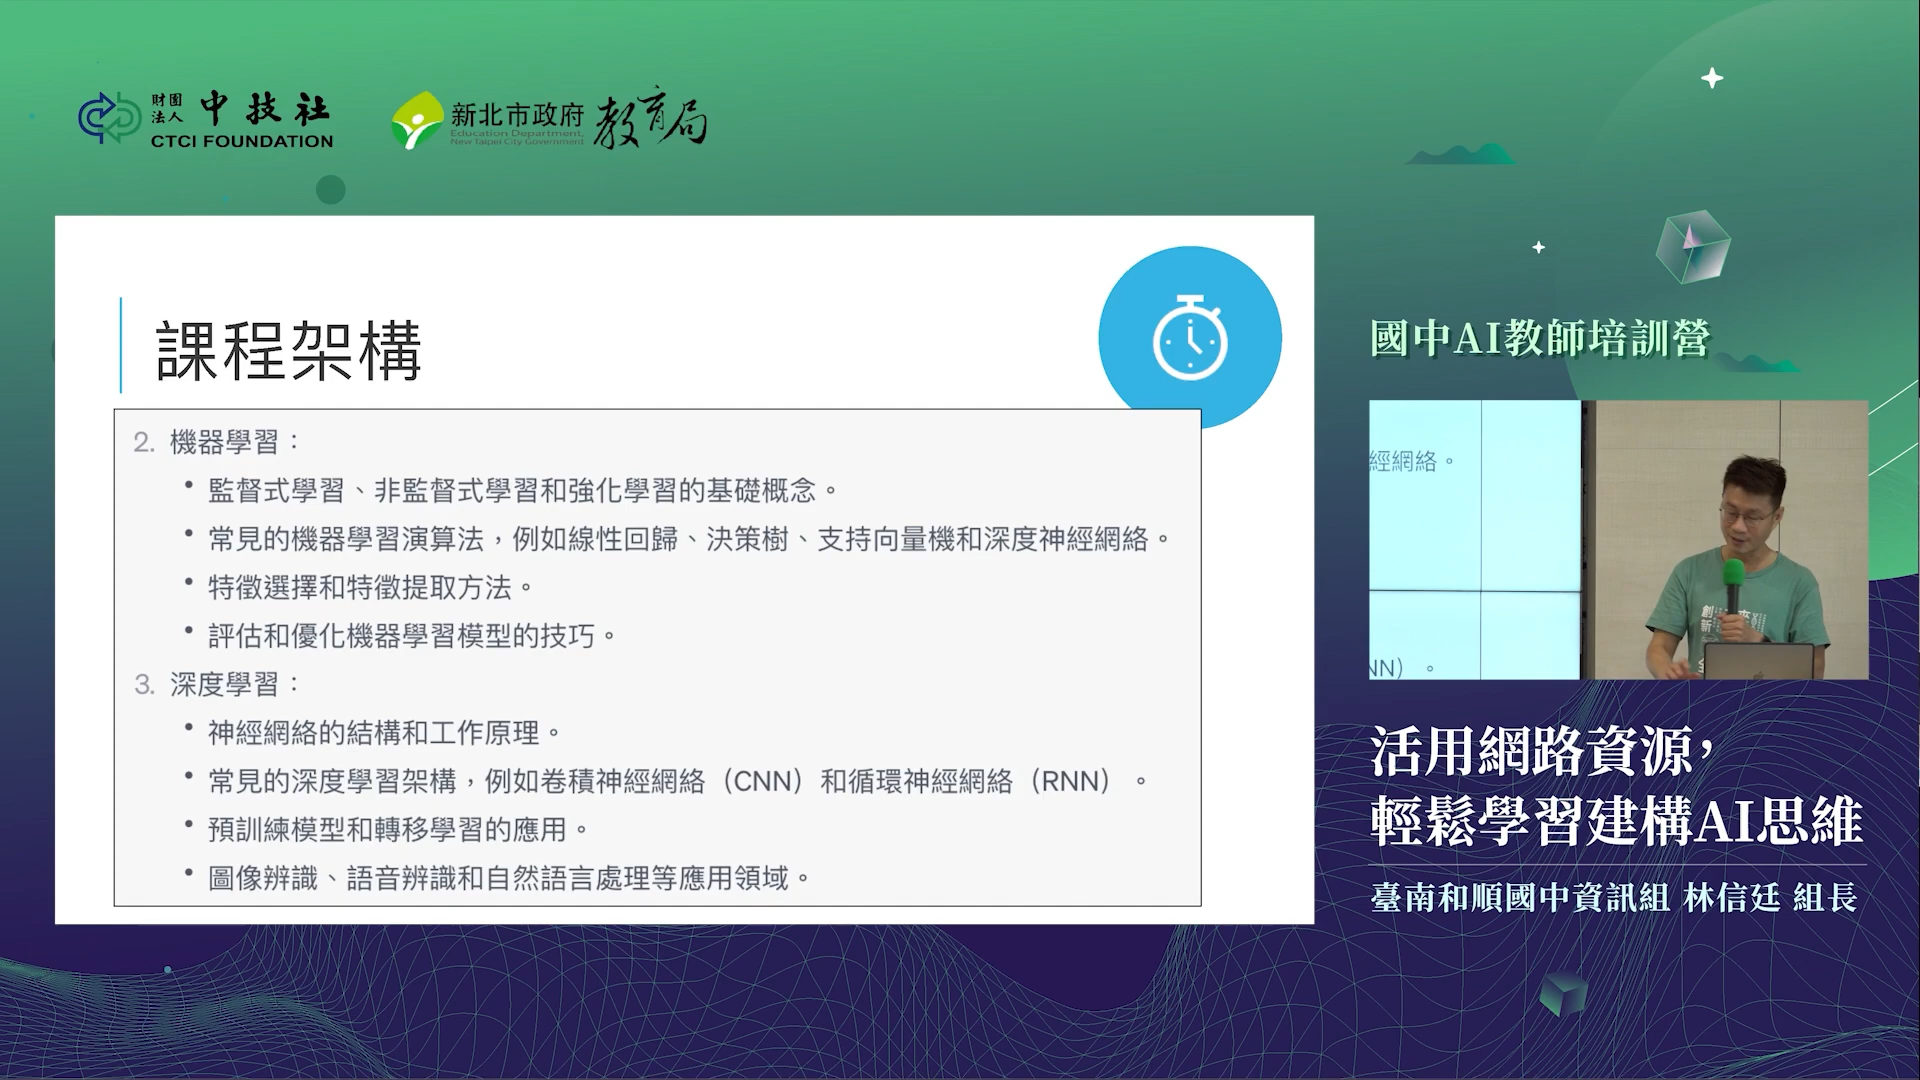 財團法人 中技社
CTCI FOUNDATION
新北市政府 教育局
Education Department,
New Taipei City Government
課程架構
2. 機器學習：
• 監督式學習、非監督式學習和強化學習的基礎概念。
• 常見的機器學習演算法，例如線性回歸、決策樹、支持向量機和深度神經網絡。
• 特徵選擇和特徵提取方法。
• 評估和優化機器學習模型的技巧。
3. 深度學習：
• 神經網絡的結構和工作原理。
• 常見的深度學習架構，例如卷積神經網絡（CNN）和循環神經網絡（RNN）。
• 預訓練模型和轉移學習的應用。
• 圖像辨識、語音辨識和自然語言處理等應用領域。
國中AI教師培訓營
經網絡。
NN）。
創
新
活用網路資源，
輕鬆學習建構AI思維
臺南和順國中資訊組 林信廷 組長